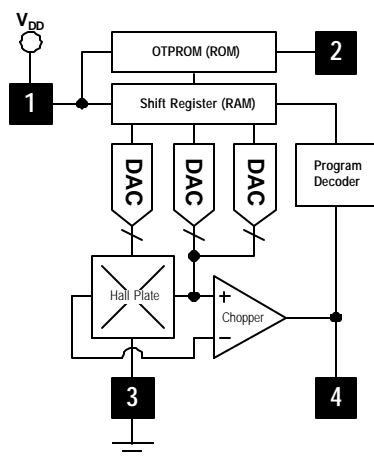 VDD
OTPROM (ROM)
2
1
Shift Register (RAM)
DAC
DAC
DAC
Program
Decoder
Hall Plate
+
Chopper
−
3
4